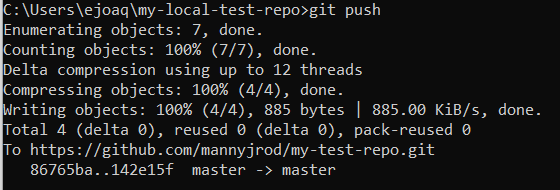 C:\Users\ejoaq\my-local-test-repo>git push
Enumerating objects: 7, done.
Counting objects: 100% (7/7), done.
Delta compression using up to 12 threads
Compressing objects: 100% (4/4), done.
Writing objects: 100% (4/4), 885 bytes | 885.00 KiB/s, done.
Total 4 (delta 0), reused 0 (delta 0), pack-reused 0
To https://github.com/mannyjrod/my-test-repo.git
   86765ba..142e15f  master -> master